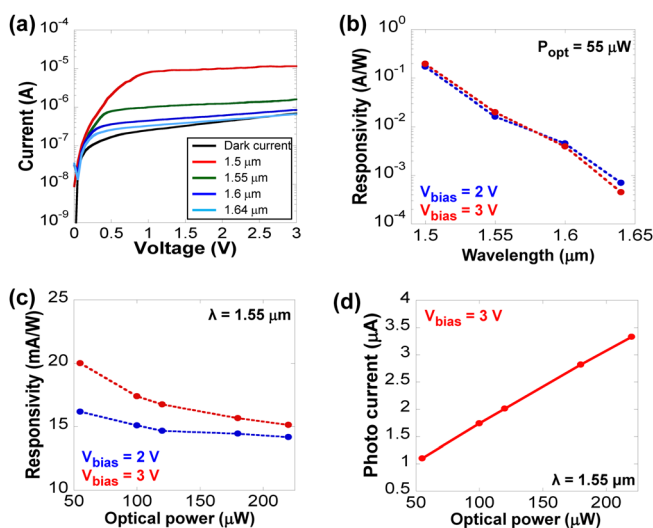 (a)
Current (A)
10⁻⁴
10⁻⁵
10⁻⁶
10⁻⁷
10⁻⁸
10⁻⁹
Dark current
1.5 μm
1.55 μm
1.6 μm
1.64 μm
0 0.5 1 1.5 2 2.5 3
Voltage (V)
(b)
Responsivity (A/W)
10⁰
10⁻¹
10⁻²
10⁻³
10⁻⁴
P_opt = 55 μW
V_bias = 2 V
V_bias = 3 V
1.5 1.55 1.6 1.65
Wavelength (μm)
(c)
Responsivity (mA/W)
25
20
15
10
λ = 1.55 μm
V_bias = 2 V
V_bias = 3 V
50 100 150 200
Optical power (μW)
(d)
Photo current (μA)
4
3.5
3
2.5
2
1.5
1
0.5
V_bias = 3 V
λ = 1.55 μm
50 100 150 200
Optical power (μW)